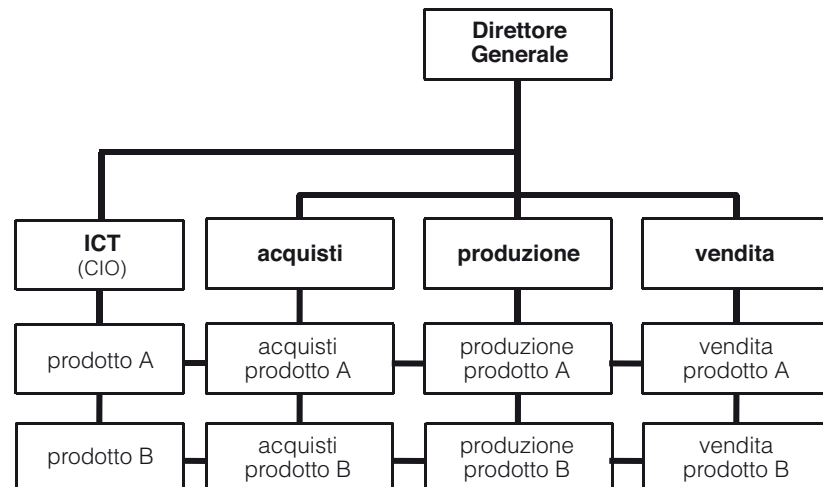 Direttore
Generale
ICT
(CIO)
acquisti
produzione
vendita
prodotto A
acquisti
prodotto A
produzione
prodotto A
vendita
prodotto A
prodotto B
acquisti
prodotto B
produzione
prodotto B
vendita
prodotto B